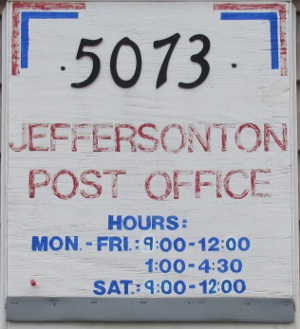 ·5073·
JEFFERSONTON
POST OFFICE
HOURS:
MON.-FRI.: 9:00-12:00
1:00-4:30
SAT.: 9:00-12:00